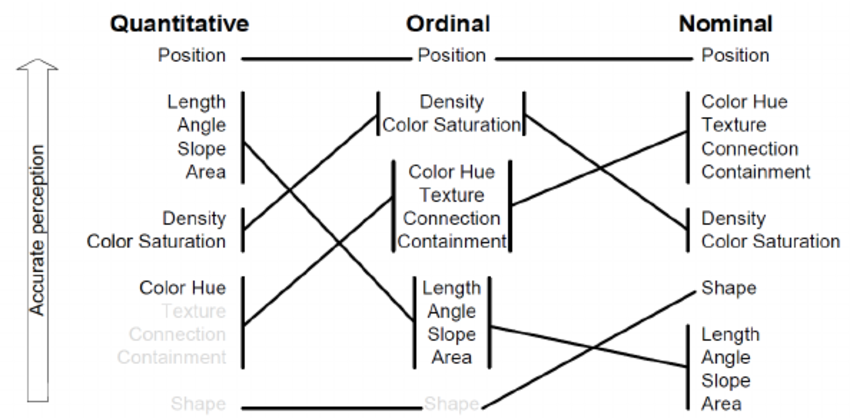 Quantitative
Position
Length
Angle
Slope
Area
Density
Color Saturation
Color Hue
Texture
Connection
Containment
Shape
Ordinal
Position
Density
Color Saturation
Color Hue
Texture
Connection
Containment
Length
Angle
Slope
Area
Shape
Nominal
Position
Color Hue
Texture
Connection
Containment
Density
Color Saturation
Shape
Length
Angle
Slope
Area
Accurate perception